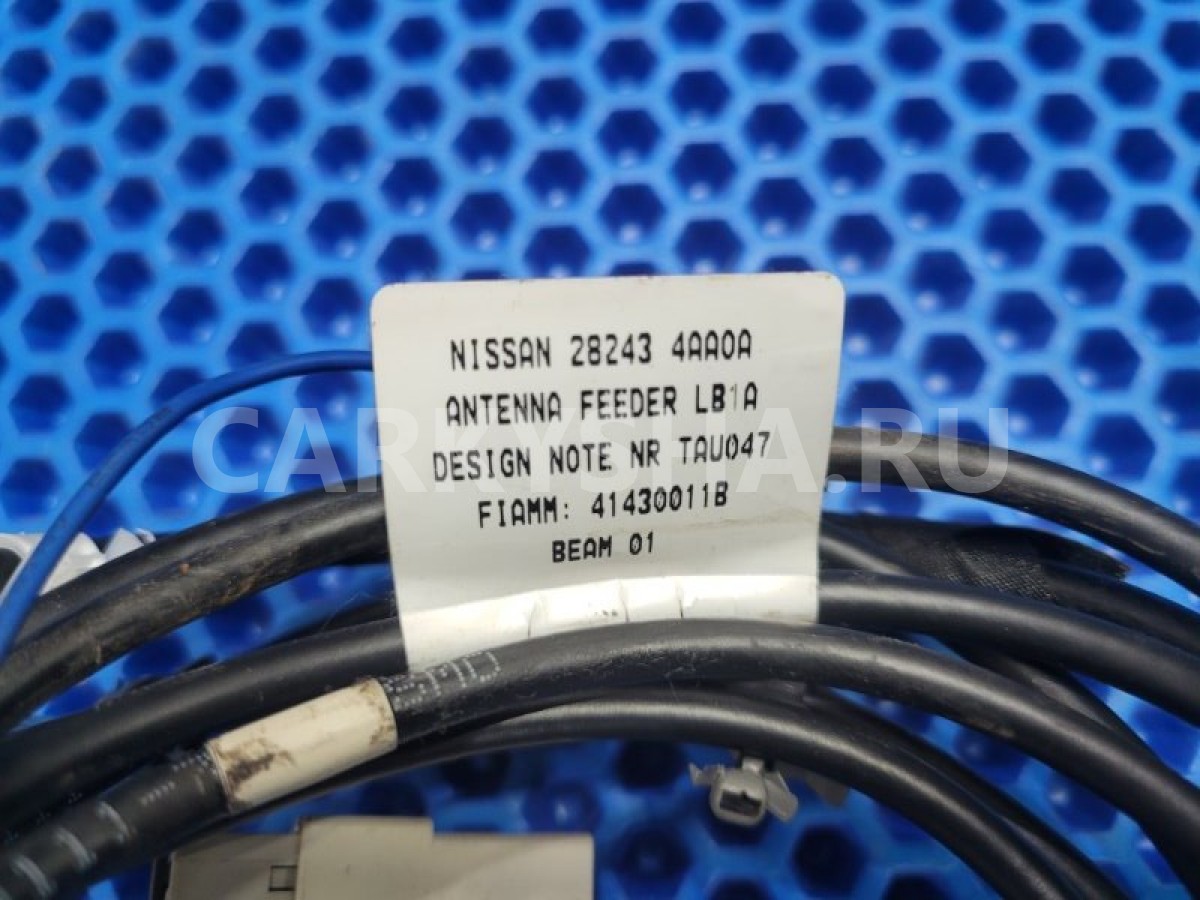 NISSAN 28243 4AA0A
ANTENNA FEEDER LB1A
DESIGN NOTE NR TAU047
CARKYSHA.RU
FIAMM: 41430011B
BEAM 01